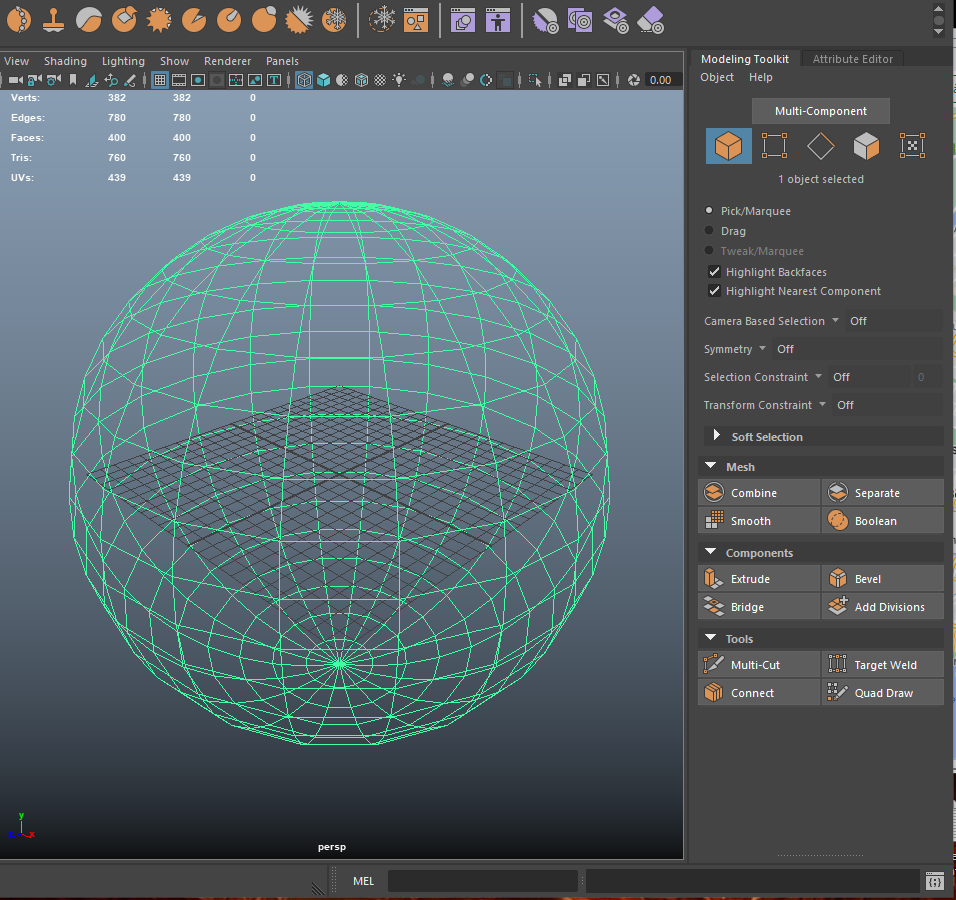 View Shading Lighting Show Renderer Panels
0.00
Verts: 382 382 0
Edges: 780 780 0
Faces: 400 400 0
Tris: 760 760 0
UVs: 439 439 0
y
x
persp
Modeling Toolkit Attribute Editor
Object Help
Multi-Component
1 object selected
Pick/Marquee
Drag
Tweak/Marquee
Highlight Backfaces
Highlight Nearest Component
Camera Based Selection Off
Symmetry Off
Selection Constraint Off 0
Transform Constraint Off
Soft Selection
Mesh
Combine Separate
Smooth Boolean
Components
Extrude Bevel
Bridge Add Divisions
Tools
Multi-Cut Target Weld
Connect Quad Draw
MEL